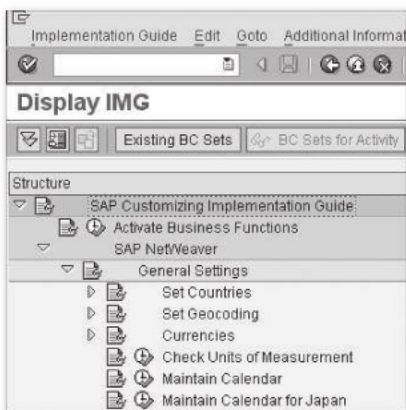 Implementation Guide Edit Goto Additional Informat
Display IMG
Existing BC Sets BC Sets for Activity
Structure
SAP Customizing Implementation Guide
Activate Business Functions
SAP NetWeaver
General Settings
Set Countries
Set Geocoding
Currencies
Check Units of Measurement
Maintain Calendar
Maintain Calendar for Japan